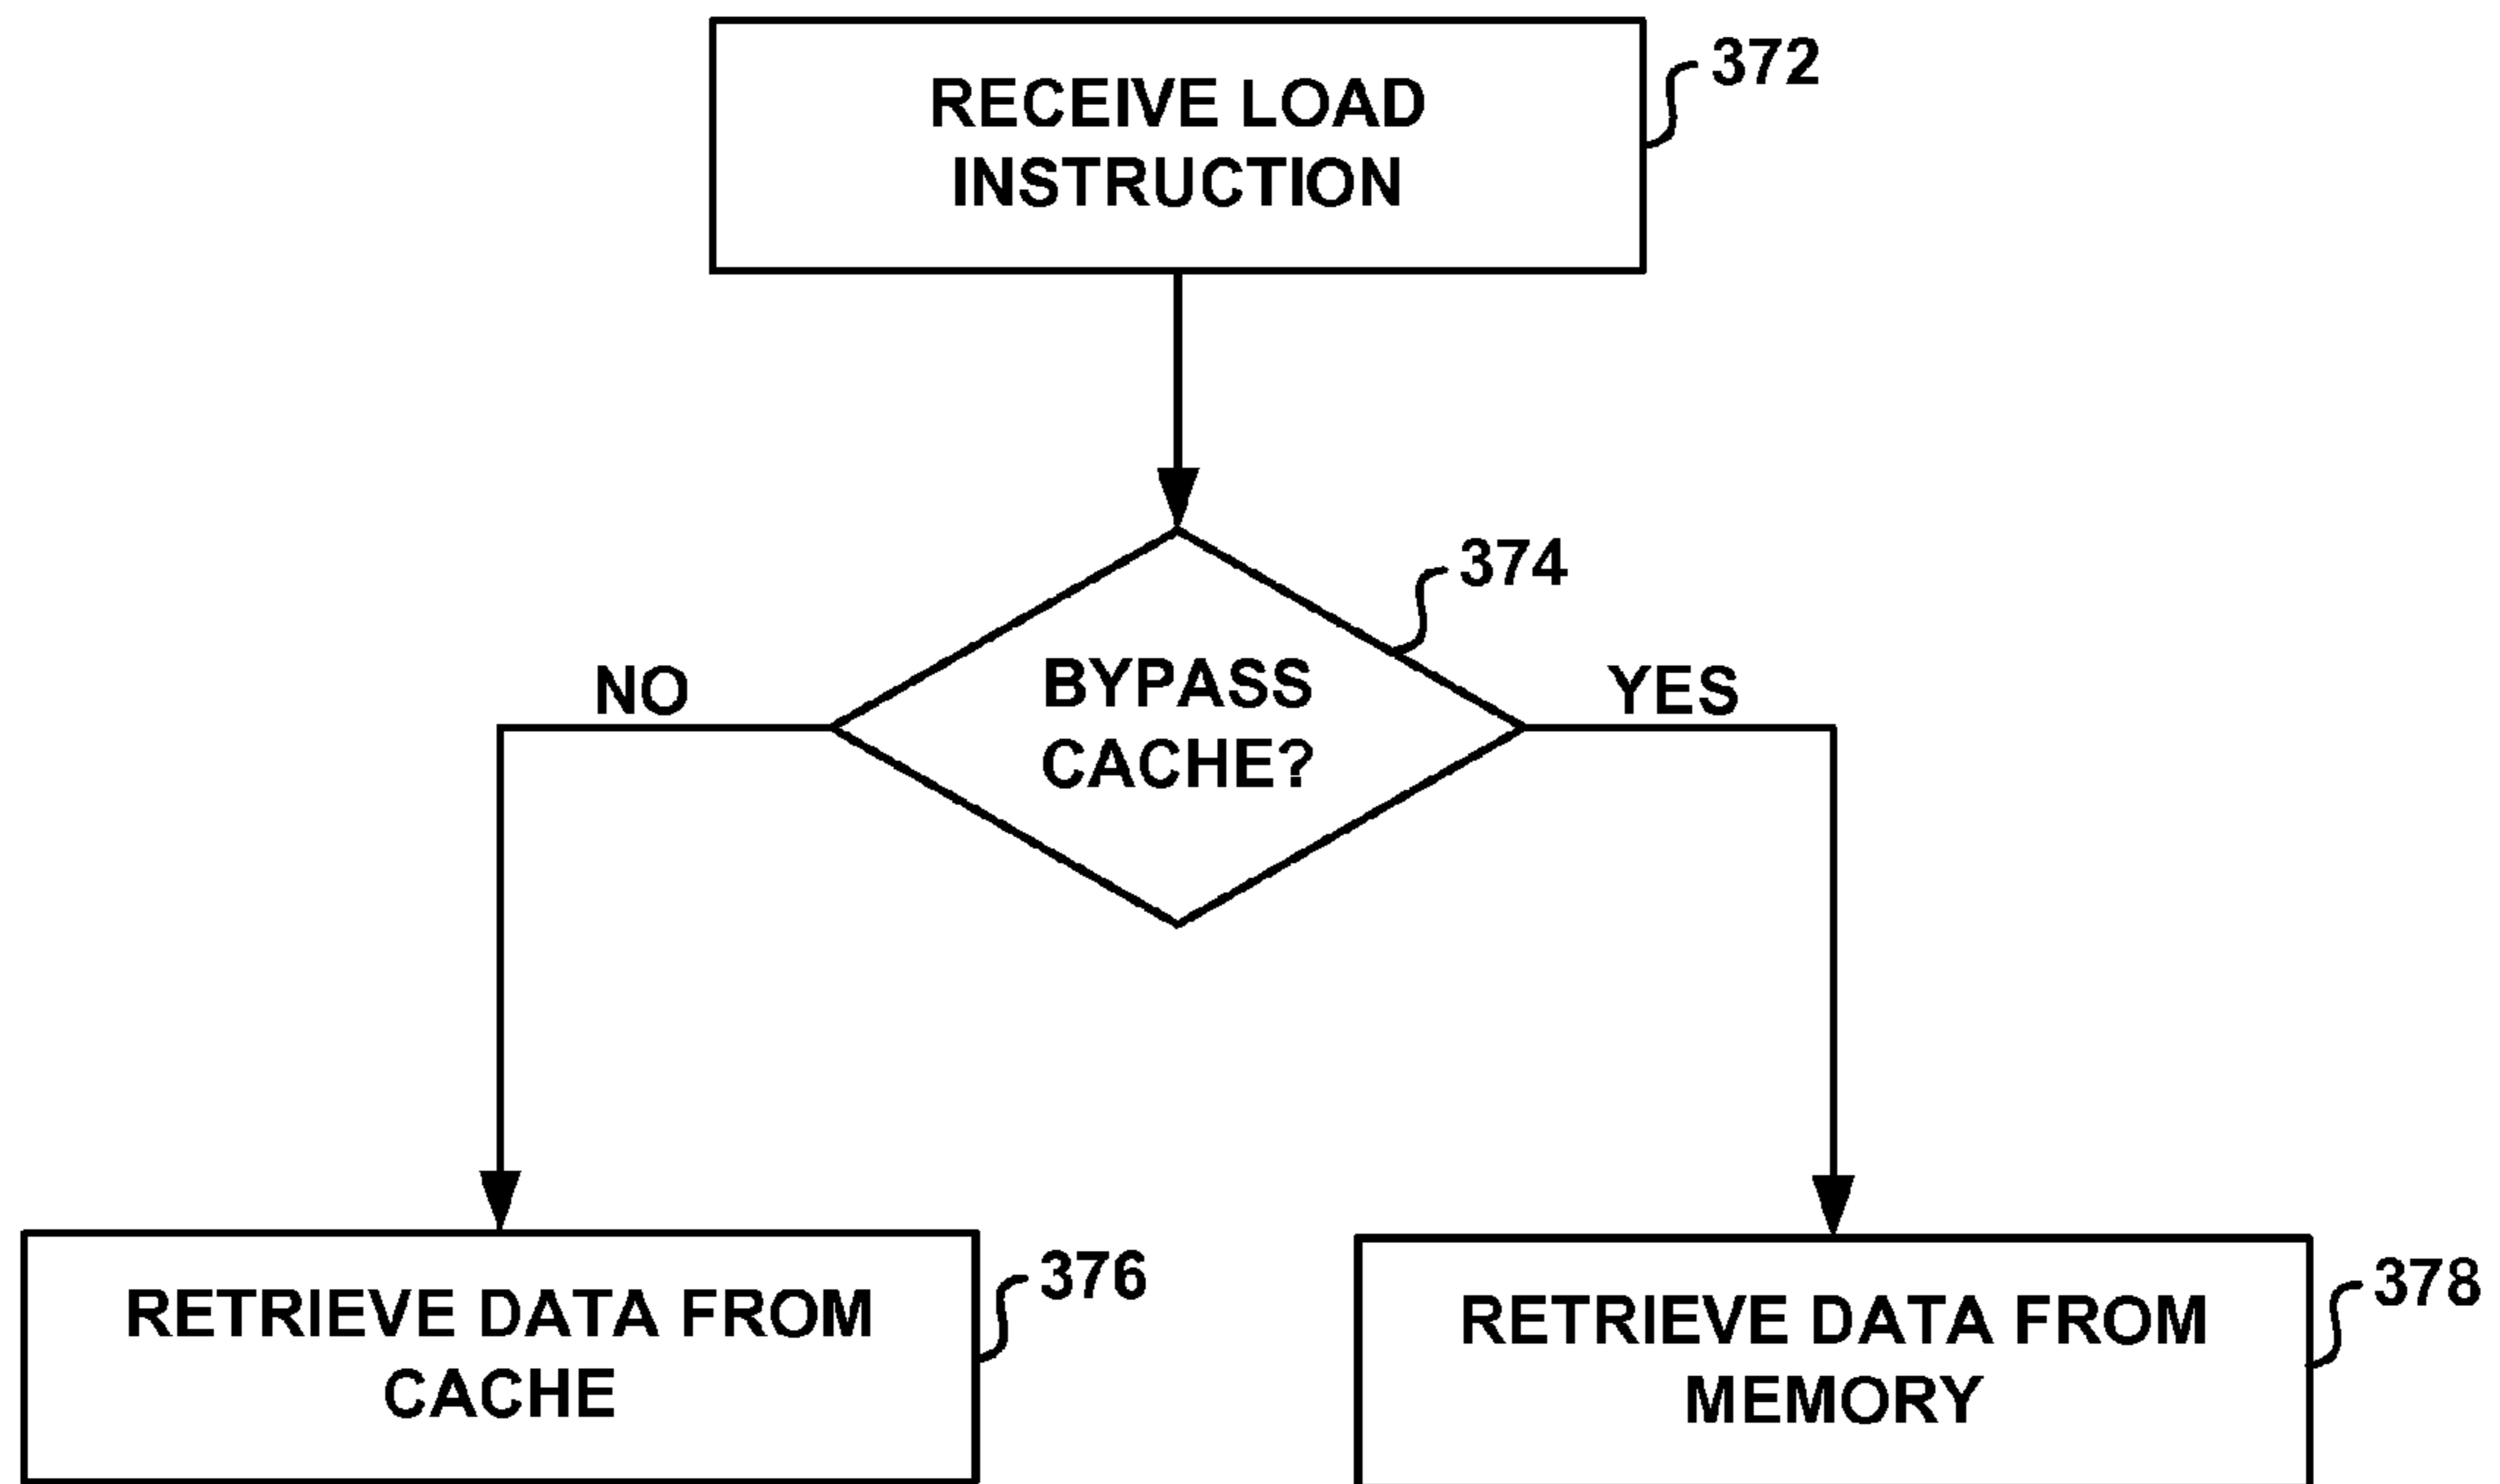 RECEIVE LOAD
INSTRUCTION
372
374
BYPASS
CACHE?
NO
YES
RETRIEVE DATA FROM
CACHE
376
RETRIEVE DATA FROM
MEMORY
378